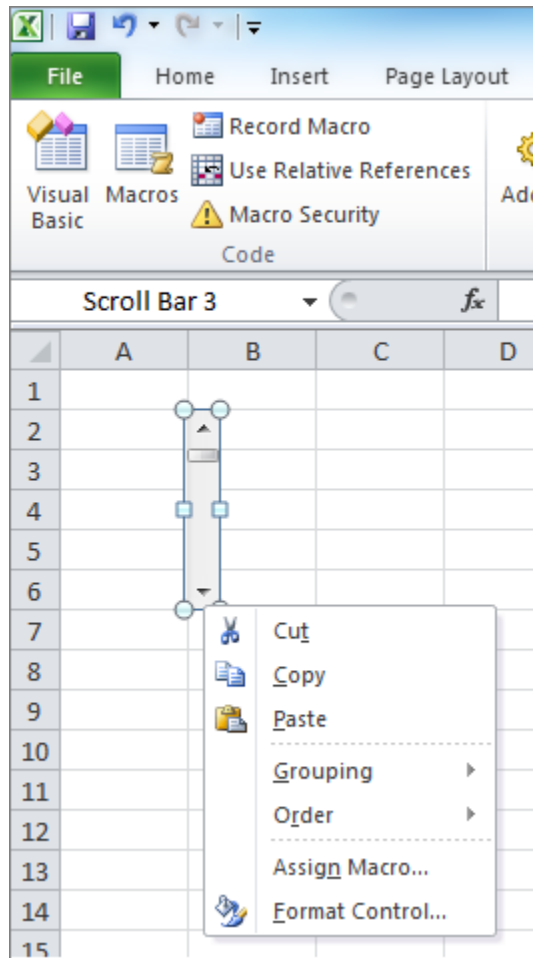 File Home Insert Page Layout
Record Macro
Use Relative References
Visual Basic
Macros
Macro Security
Code
Scroll Bar 3
fx
A B C D
1
2
3
4
5
6
7
8
9
10
11
12
13
14
15
Cut
Copy
Paste
Grouping
Order
Assign Macro...
Format Control...